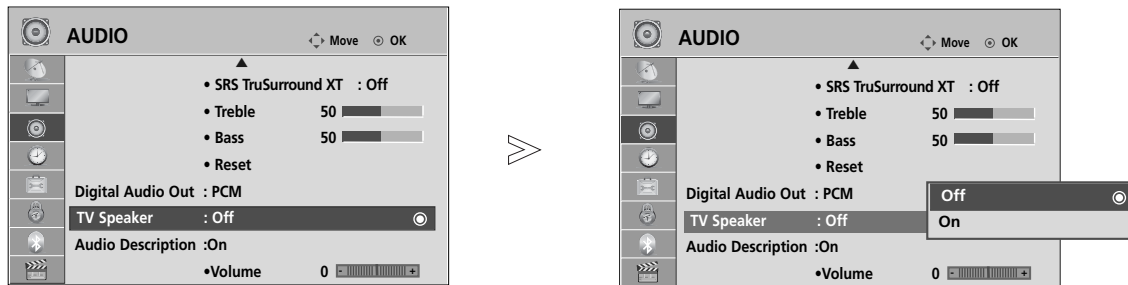 AUDIO
Move OK
• SRS TruSurround XT : Off
• Treble 50
• Bass 50
• Reset
Digital Audio Out : PCM
TV Speaker : Off
Audio Description :On
•Volume 0 - +
AUDIO
Move OK
• SRS TruSurround XT : Off
• Treble 50
• Bass 50
• Reset
Digital Audio Out : PCM
TV Speaker : Off
Off
On
Audio Description :On
•Volume 0 - +